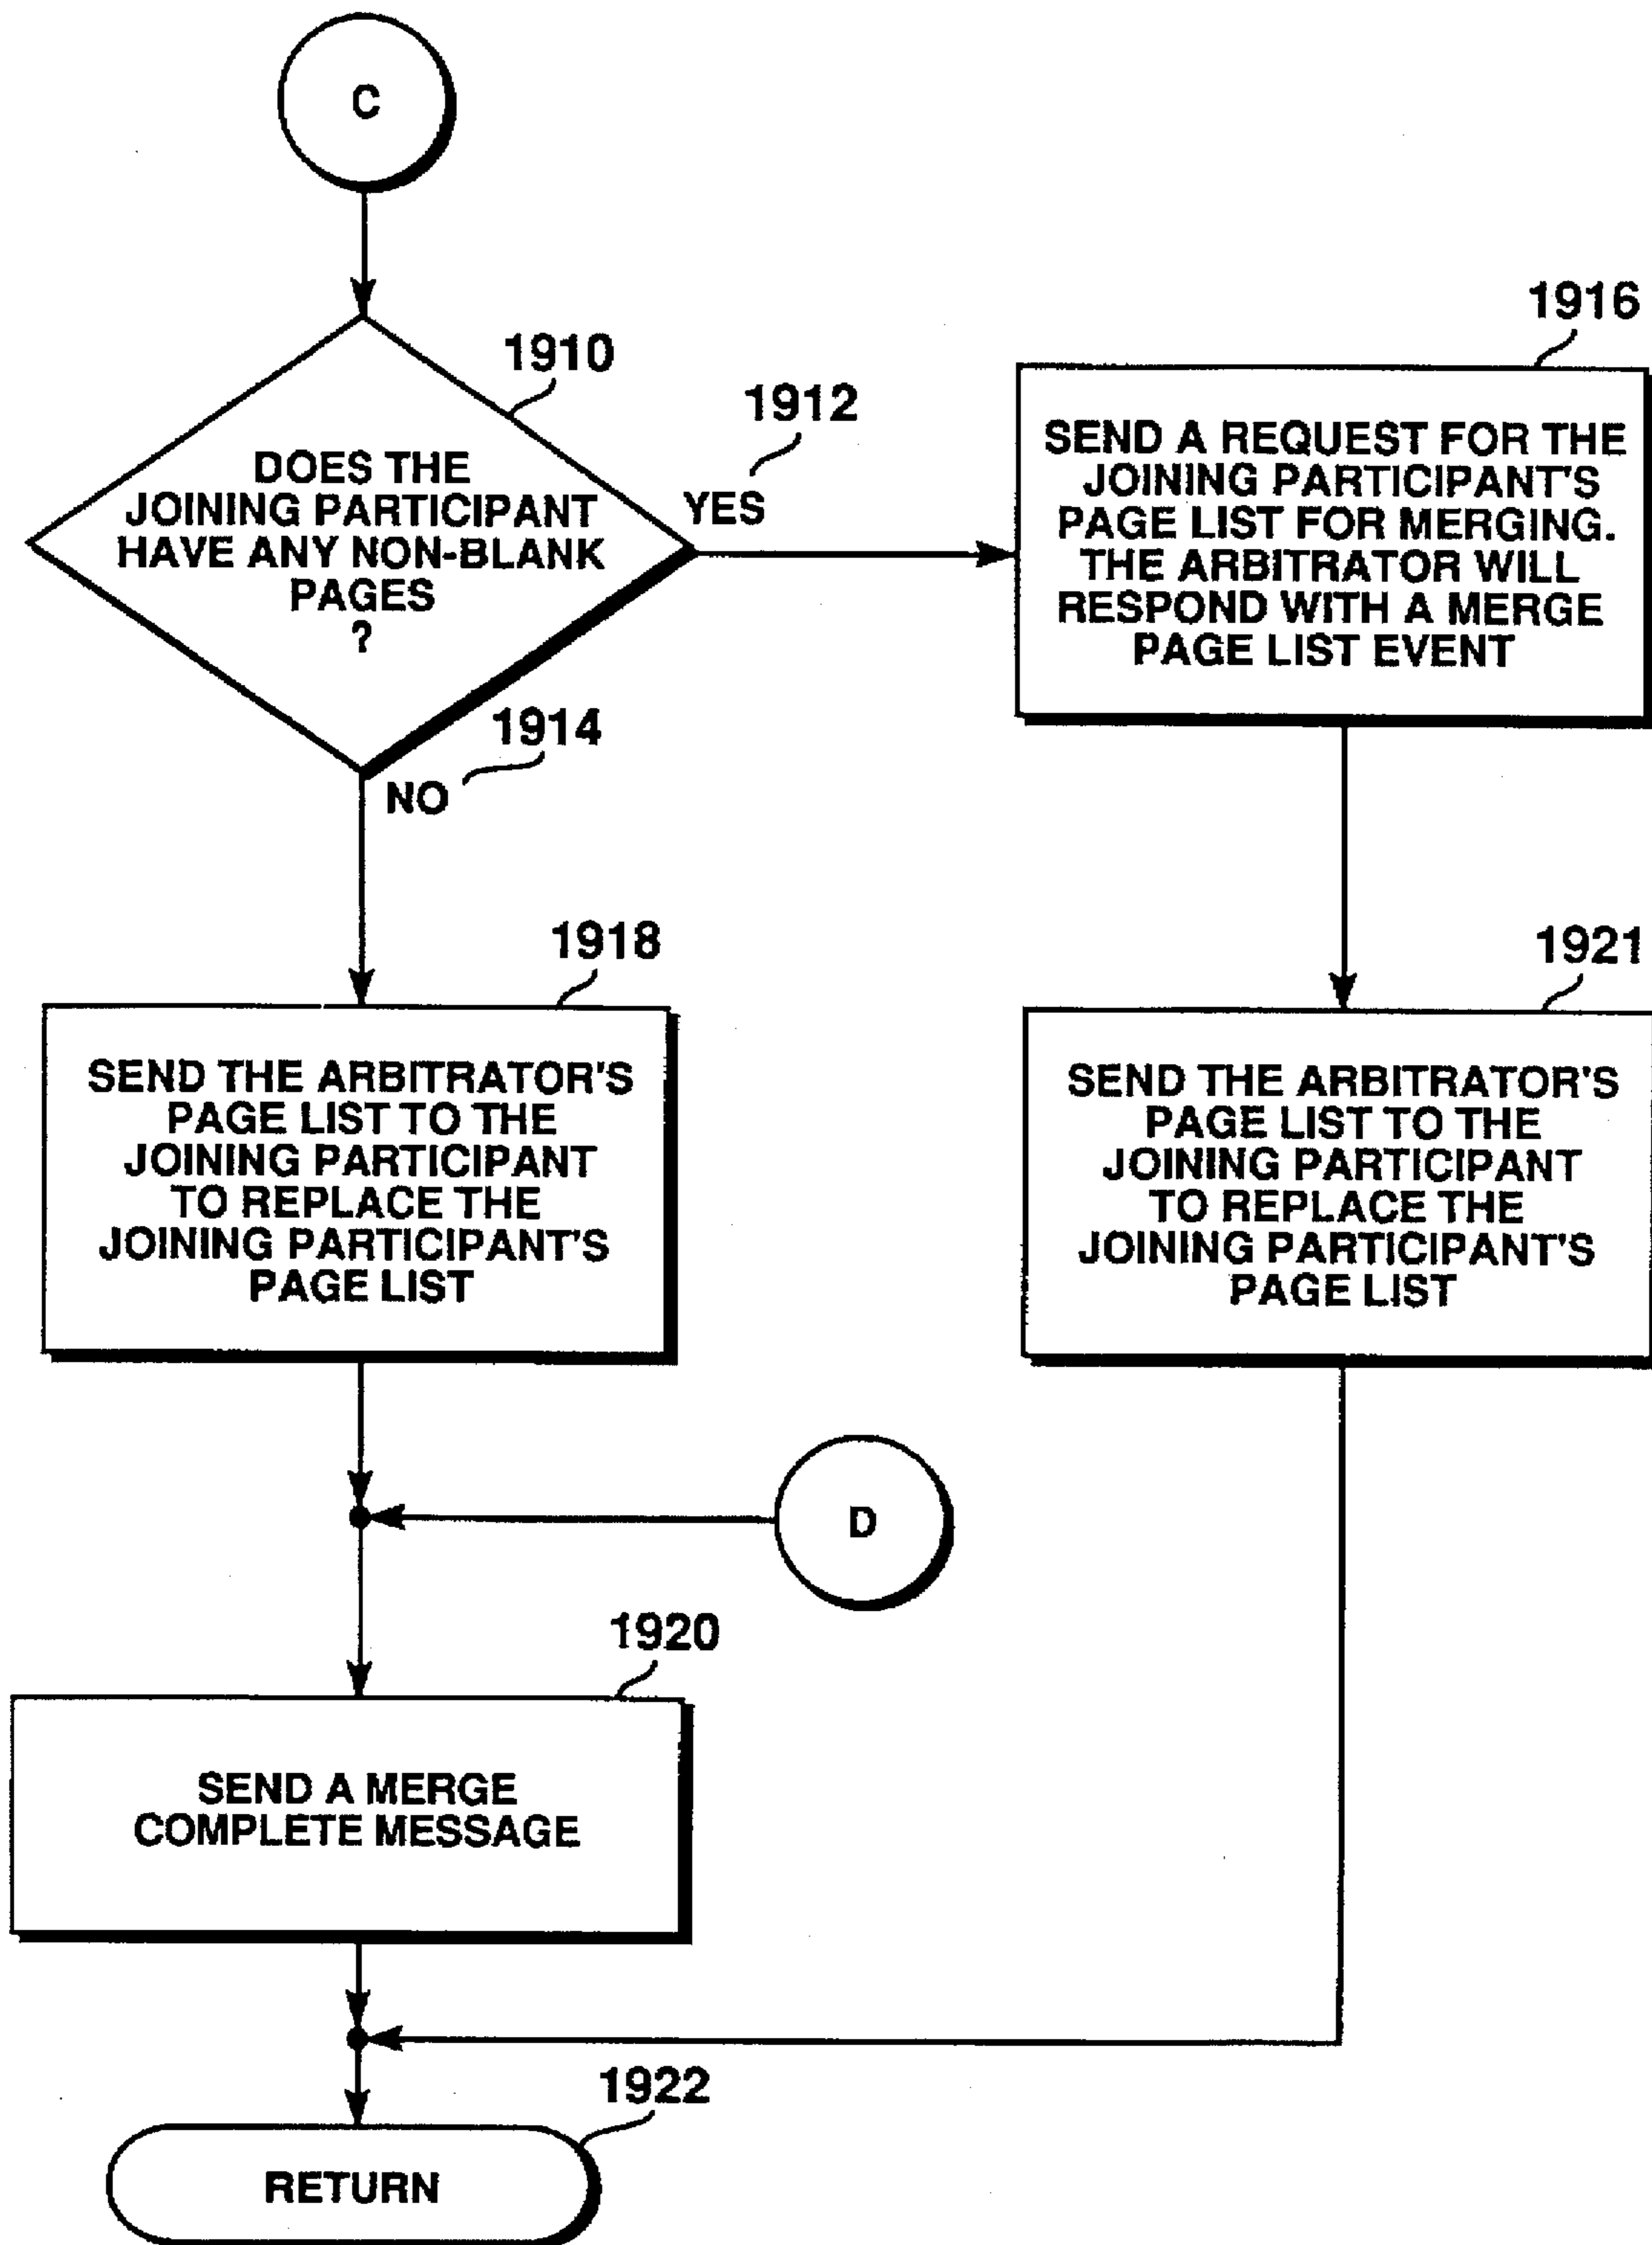 C
1910
DOES THE
JOINING PARTICIPANT
HAVE ANY NON-BLANK
PAGES
?
1912
YES
1914
NO
1916
SEND A REQUEST FOR THE
JOINING PARTICIPANT'S
PAGE LIST FOR MERGING.
THE ARBITRATOR WILL
RESPOND WITH A MERGE
PAGE LIST EVENT
1918
SEND THE ARBITRATOR'S
PAGE LIST TO THE
JOINING PARTICIPANT
TO REPLACE THE
JOINING PARTICIPANT'S
PAGE LIST
1921
SEND THE ARBITRATOR'S
PAGE LIST TO THE
JOINING PARTICIPANT
TO REPLACE THE
JOINING PARTICIPANT'S
PAGE LIST
D
1920
SEND A MERGE
COMPLETE MESSAGE
1922
RETURN